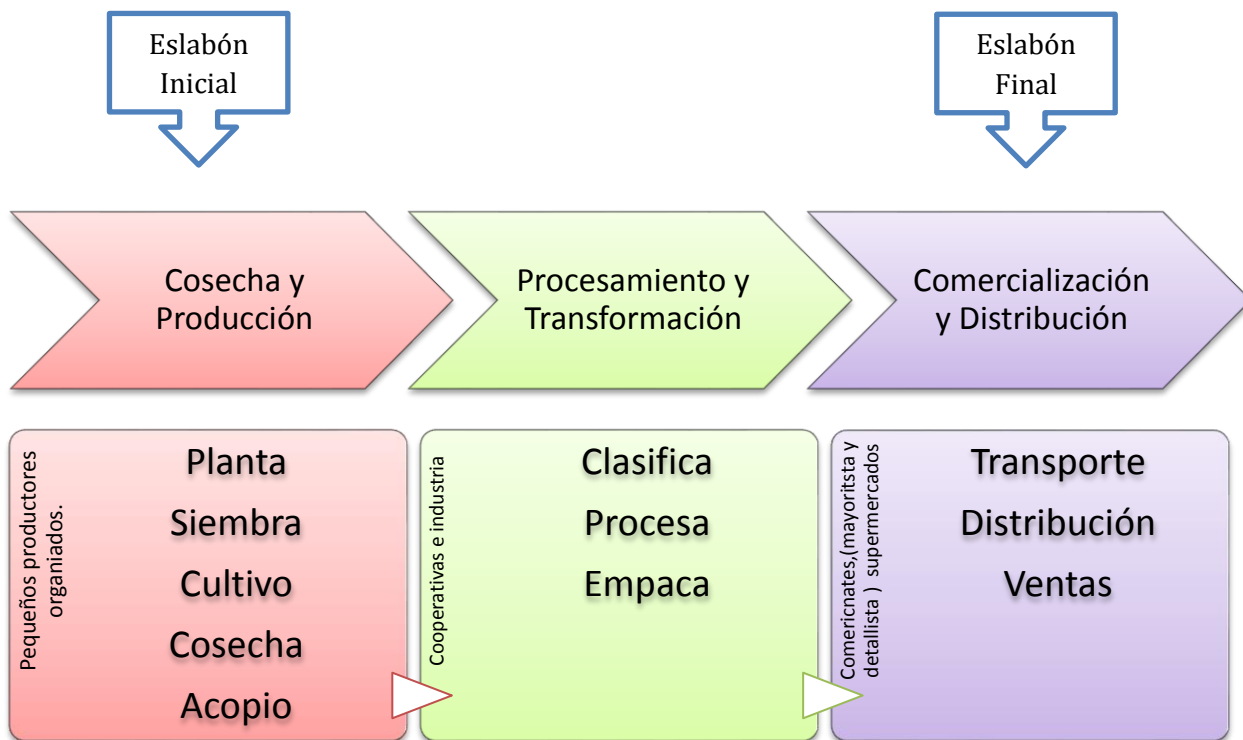 Eslabón
Inicial
Eslabón
Final
Cosecha y
Producción
Procesamiento y
Transformación
Comercialización
y Distribución
Pequeños productores
organiados.
Planta
Siembra
Cultivo
Cosecha
Acopio
Cooperativas e industria
Clasifica
Procesa
Empaca
Comericnates,(mayoritsta y
detallista ) supermercados
Transporte
Distribución
Ventas